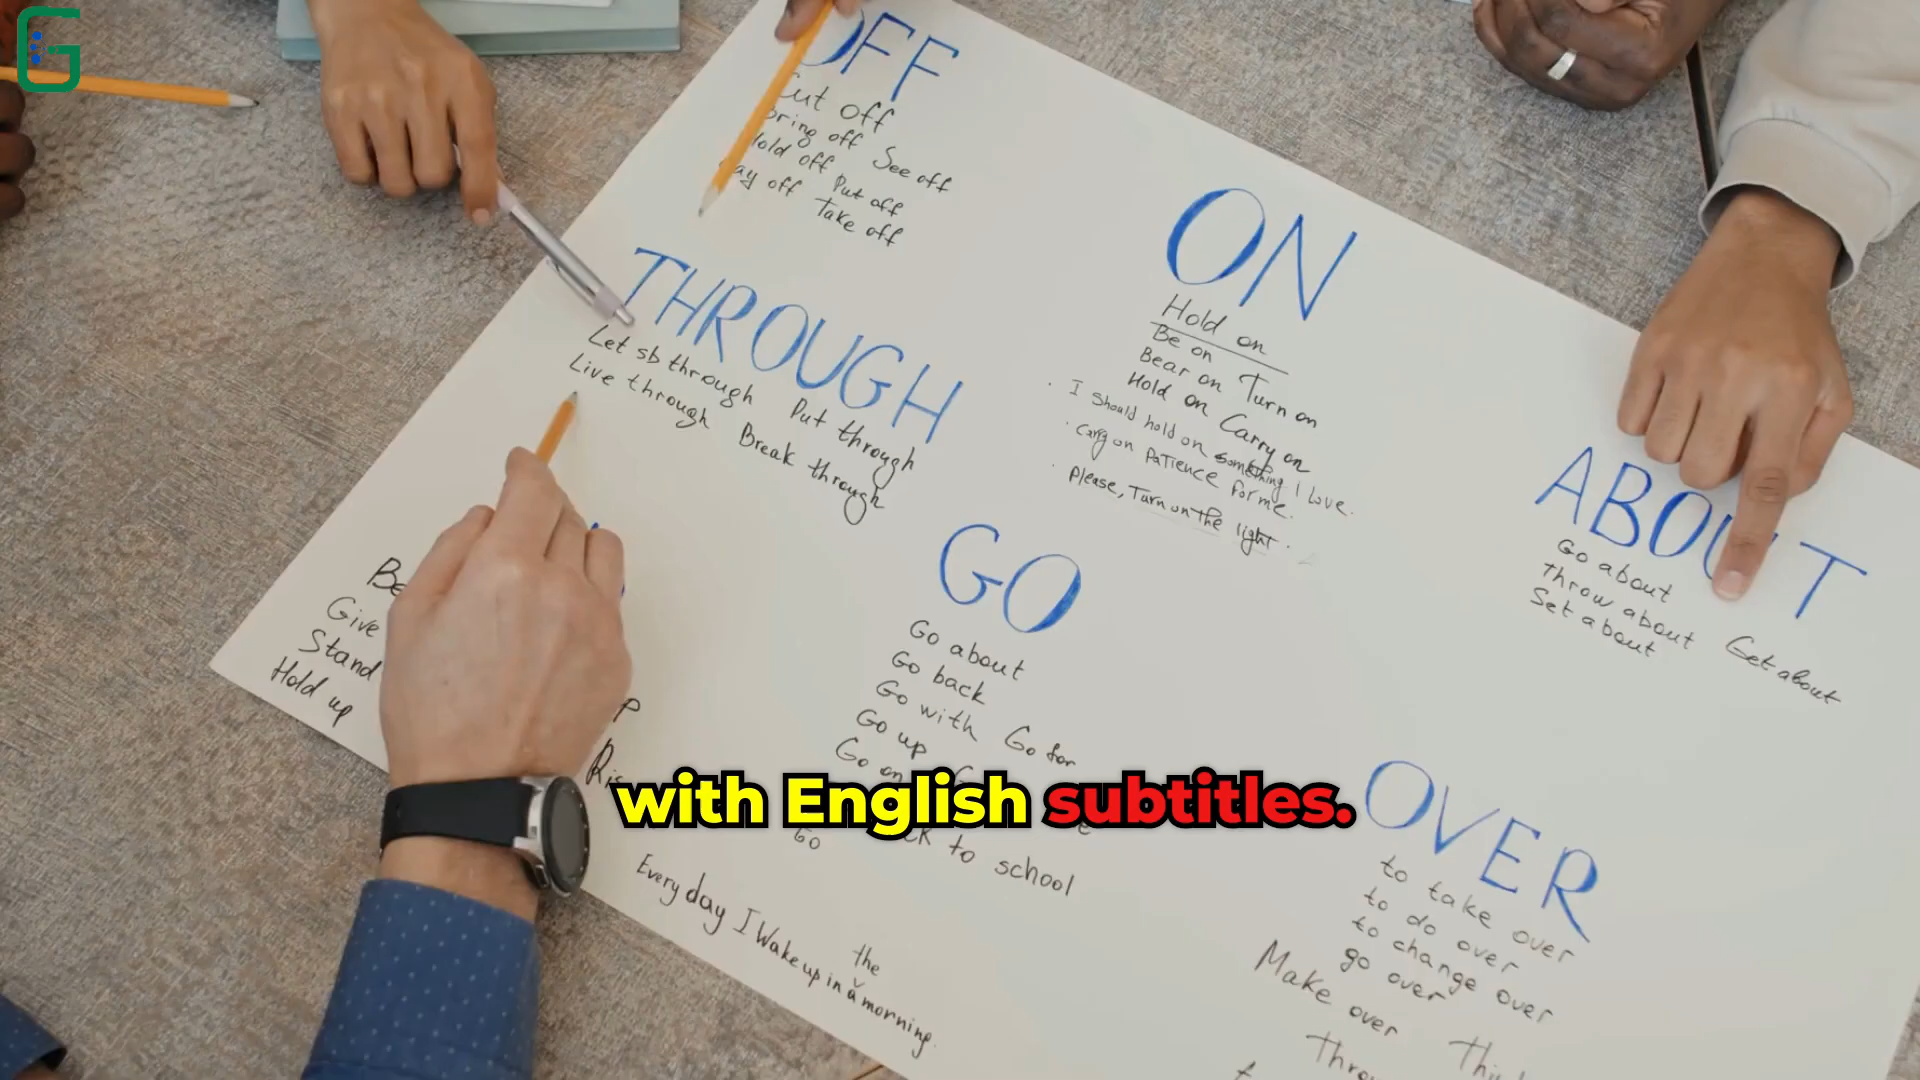 OFF
Cut off
Bring off See off
Hold off Put off
off Take off
THROUGH
Let sb through Put through
Live through Break through
ON
Hold on
Be on
Bear on Turn on
Hold on Carry on
· I should hold on something I love.
· Carry on patience for me.
· please, Turn on the light.
ABOUT
Go about
Throw about Get about
Set about
Give
Stand
Hold up
GO
Go about
Go back
Go with Go for
Go up
Go on
to school
Go
the
Every day I wake up in a morning.
OVER
to take over
to do over
to change over
go over
Make over
with English subtitles.